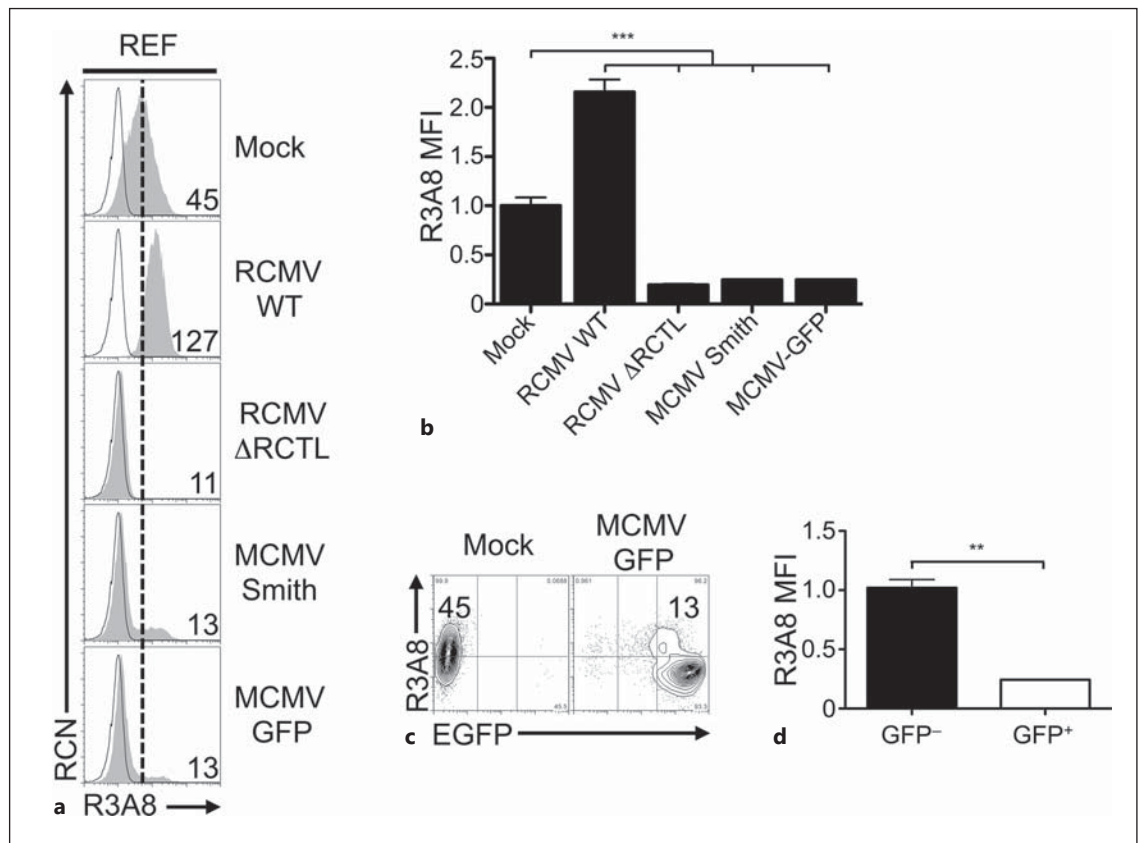 REF
Mock
45
RCMV
WT
127
RCMV
ΔRCTL
11
MCMV
Smith
13
MCMV
GFP
13
RCN
R3A8
a
***
R3A8 MFI
2.5
2.0
1.5
1.0
0.5
0
Mock
RCMV WT
RCMV ΔRCTL
MCMV Smith
MCMV-GFP
b
Mock
MCMV
GFP
45
13
R3A8
EGFP
c
**
R3A8 MFI
1.5
1.0
0.5
0
GFP–
GFP+
d